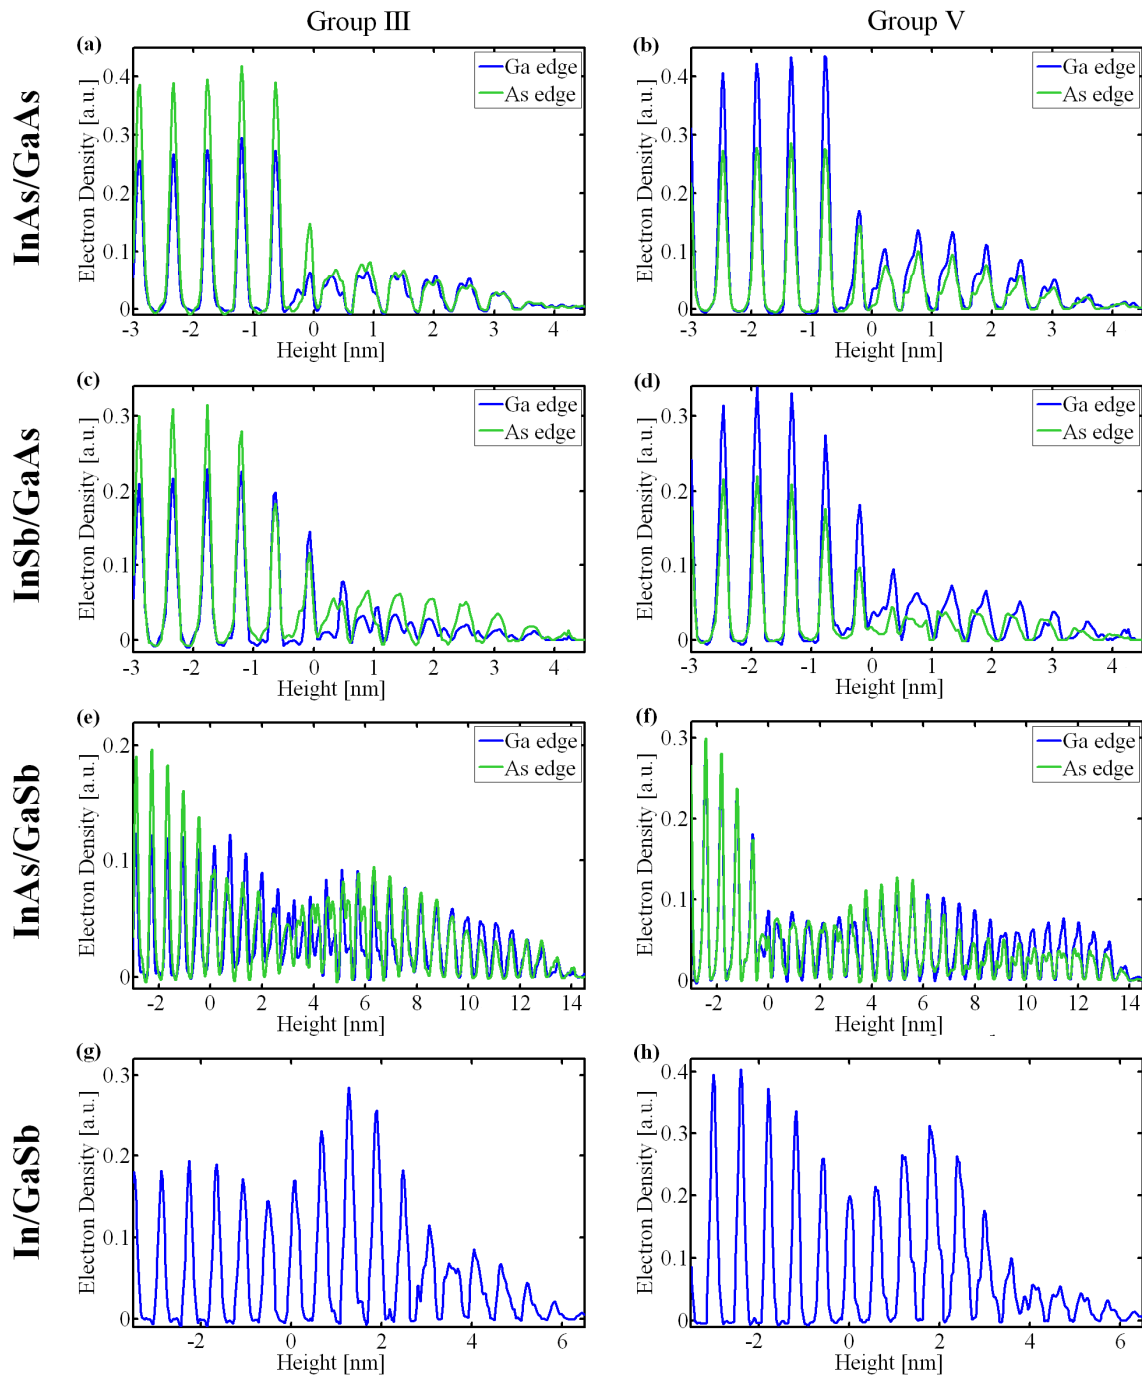 Group III
Group V
InAs/GaAs
(a)
Electron Density [a.u.]
0.4
0.3
0.2
0.1
0
-3 -2 -1 0 1 2 3 4
Height [nm]
Ga edge
As edge
(b)
Electron Density [a.u.]
0.4
0.3
0.2
0.1
0
-3 -2 -1 0 1 2 3 4
Height [nm]
Ga edge
As edge
InSb/GaAs
(c)
Electron Density [a.u.]
0.3
0.2
0.1
0
-3 -2 -1 0 1 2 3 4
Height [nm]
Ga edge
As edge
(d)
Electron Density [a.u.]
0.3
0.2
0.1
0
-3 -2 -1 0 1 2 3 4
Height [nm]
Ga edge
As edge
InAs/GaSb
(e)
Electron Density [a.u.]
0.2
0.1
0
-2 0 2 4 6 8 10 12 14
Height [nm]
Ga edge
As edge
(f)
Electron Density [a.u.]
0.3
0.2
0.1
0
-2 0 2 4 6 8 10 12 14
Height [nm]
Ga edge
As edge
In/GaSb
(g)
Electron Density [a.u.]
0.3
0.2
0.1
0
-2 0 2 4 6
Height [nm]
(h)
Electron Density [a.u.]
0.4
0.3
0.2
0.1
0
-2 0 2 4 6
Height [nm]